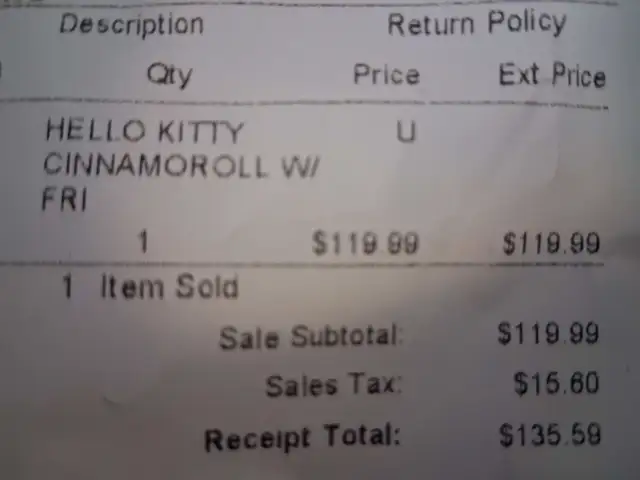 Description Return Policy
Qty Price Ext Price
HELLO KITTY U
CINNAMOROLL W/
FRI
1 $119.99 $119.99
1 Item Sold
Sale Subtotal: $119.99
Sales Tax: $15.60
Receipt Total: $135.59